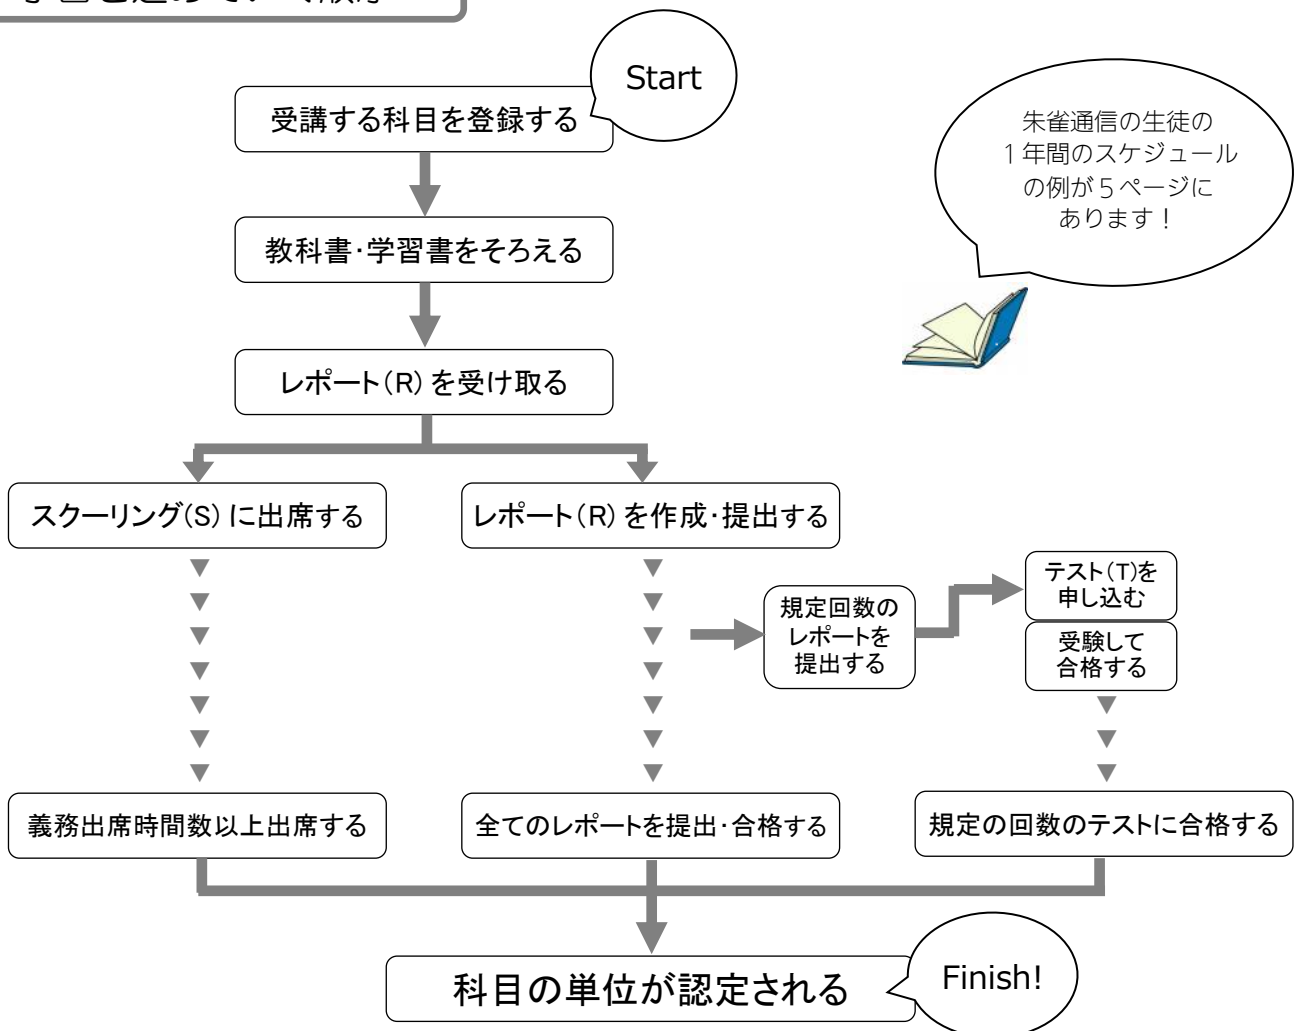 Start
受講する科目を登録する
朱雀通信の生徒の
1年間のスケジュール
の例が5ページに
あります！
教科書･学習書をそろえる
レポート(R)を受け取る
スクーリング(S)に出席する
レポート(R)を作成･提出する
規定回数の
レポートを
提出する
テスト(T)を
申し込む
受験して
合格する
義務出席時間数以上出席する
全てのレポートを提出･合格する
規定の回数のテストに合格する
科目の単位が認定される
Finish!